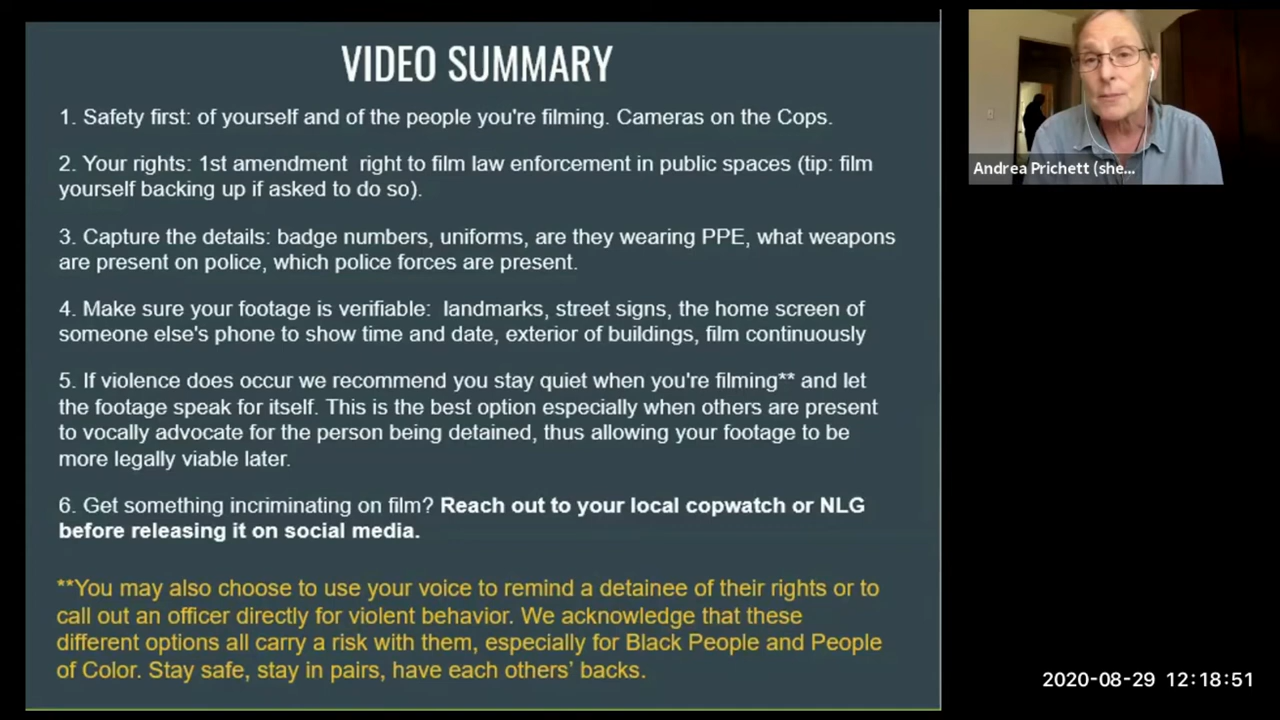 VIDEO SUMMARY
1. Safety first: of yourself and of the people you're filming. Cameras on the Cops.
2. Your rights: 1st amendment  right to film law enforcement in public spaces (tip: film
yourself backing up if asked to do so).
3. Capture the details: badge numbers, uniforms, are they wearing PPE, what weapons
are present on police, which police forces are present.
4. Make sure your footage is verifiable:  landmarks, street signs, the home screen of
someone else's phone to show time and date, exterior of buildings, film continuously
5. If violence does occur we recommend you stay quiet when you're filming** and let
the footage speak for itself. This is the best option especially when others are present
to vocally advocate for the person being detained, thus allowing your footage to be
more legally viable later.
6. Get something incriminating on film? Reach out to your local copwatch or NLG
before releasing it on social media.
**You may also choose to use your voice to remind a detainee of their rights or to
call out an officer directly for violent behavior. We acknowledge that these
different options all carry a risk with them, especially for Black People and People
of Color. Stay safe, stay in pairs, have each others’ backs.
Andrea Prichett (she...
2020-08-29 12:18:51